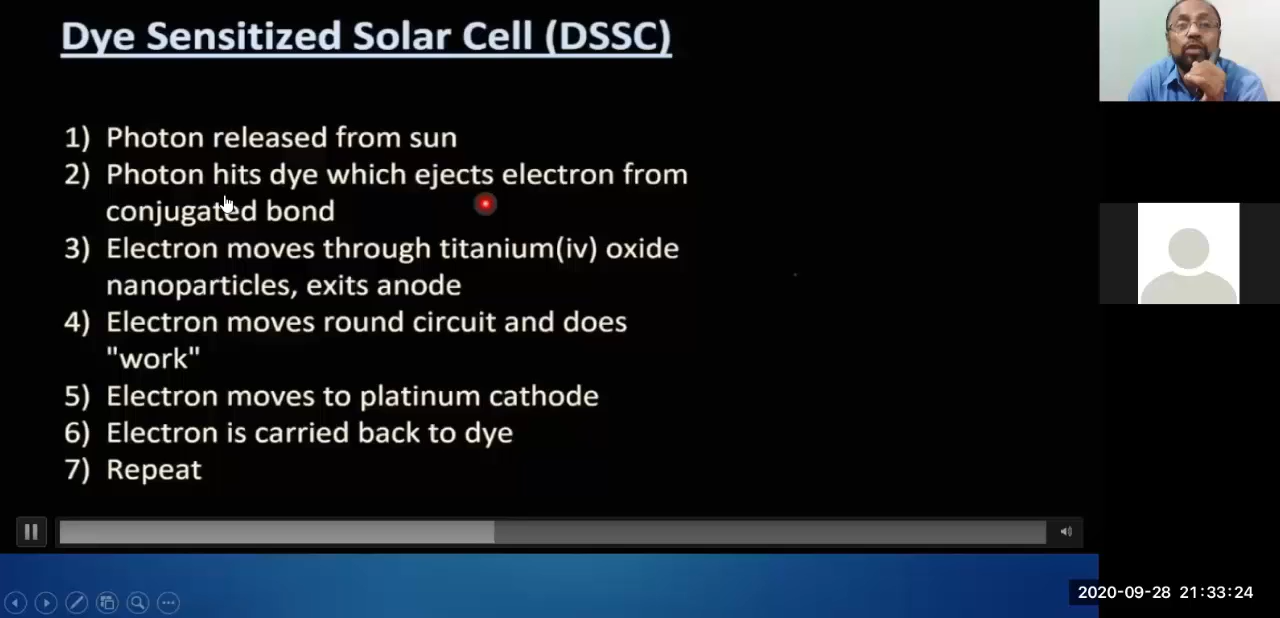 Dye Sensitized Solar Cell (DSSC)
1) Photon released from sun
2) Photon hits dye which ejects electron from
conjugated bond
3) Electron moves through titanium(iv) oxide
nanoparticles, exits anode
4) Electron moves round circuit and does
"work"
5) Electron moves to platinum cathode
6) Electron is carried back to dye
7) Repeat
2020-09-28 21:33:24